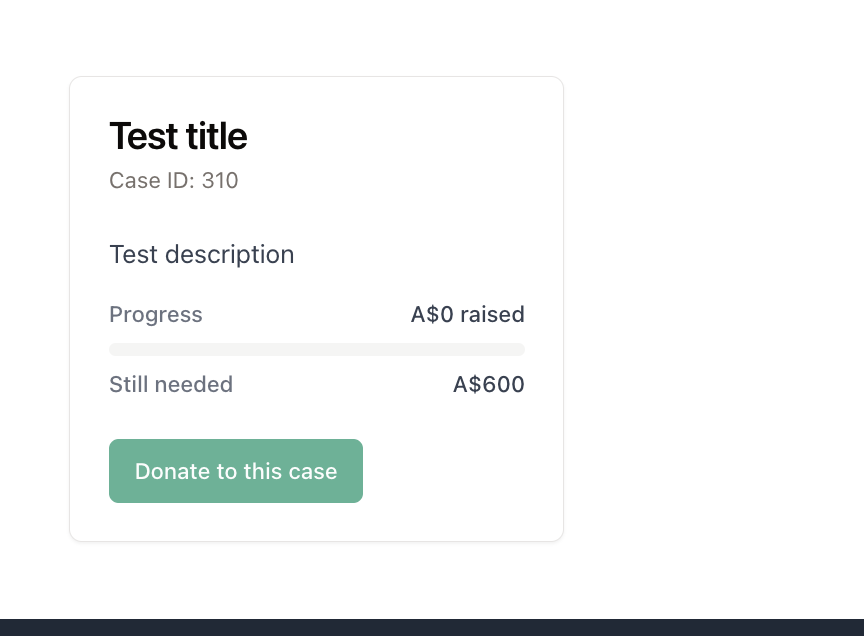 Test title
Case ID: 310
Test description
Progress A$0 raised
Still needed A$600
Donate to this case